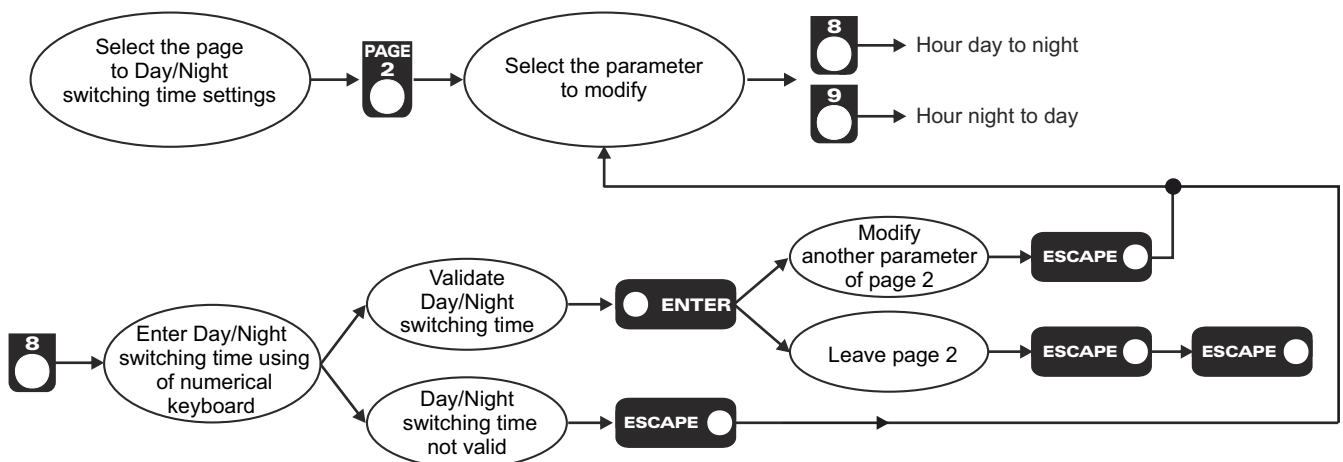 Select the page
to Day/Night
switching time settings
PAGE
2
Select the parameter
to modify
8
Hour day to night
9
Hour night to day
8
Enter Day/Night
switching time using
of numerical
keyboard
Validate
Day/Night
switching time
ENTER
Modify
another parameter
of page 2
ESCAPE
Leave page 2
ESCAPE
ESCAPE
Day/Night
switching time
not valid
ESCAPE